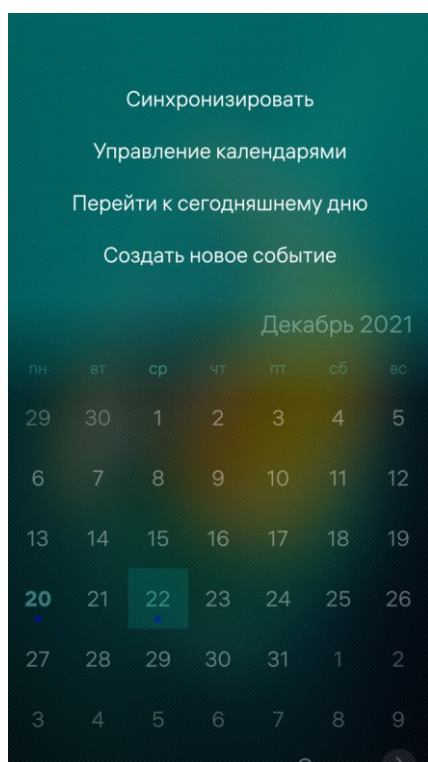 Синхронизировать
Управление календарями
Перейти к сегодняшнему дню
Создать новое событие
Декабрь 2021
пн вт ср чт пт сб вс
29 30 1 2 3 4 5
6 7 8 9 10 11 12
13 14 15 16 17 18 19
20 21 22 23 24 25 26
27 28 29 30 31 1 2
3 4 5 6 7 8 9